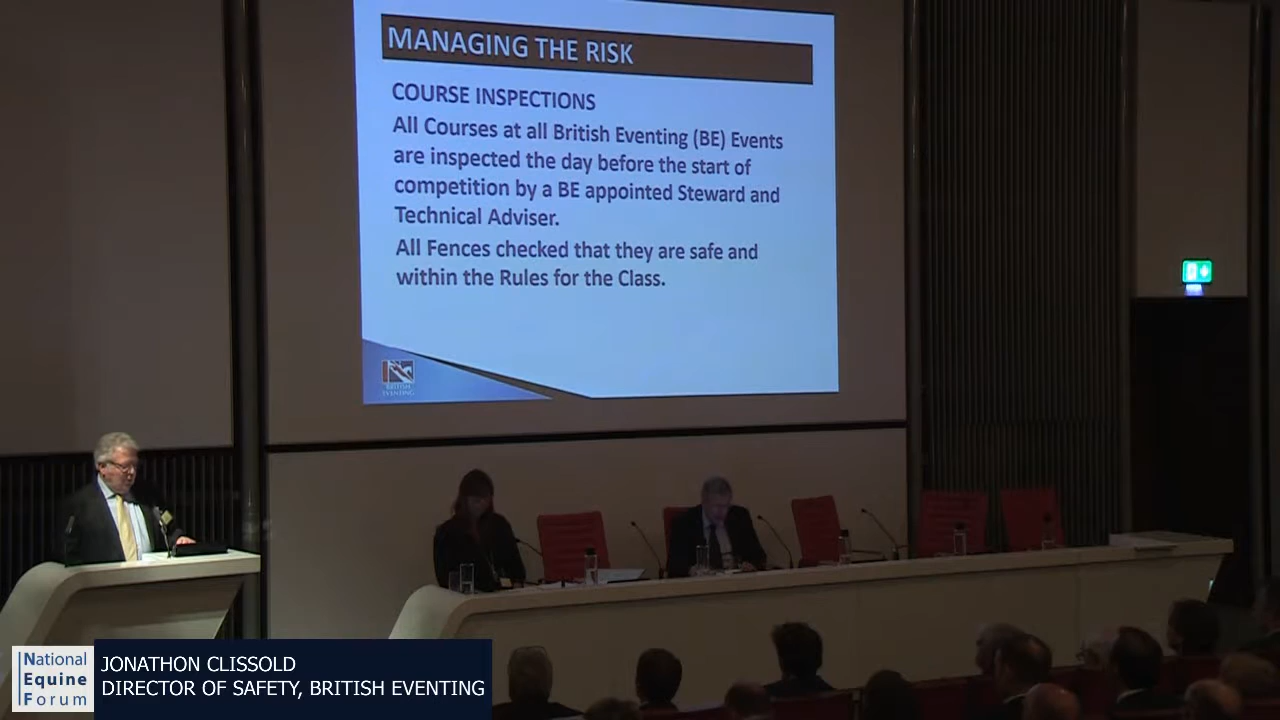 MANAGING THE RISK
COURSE INSPECTIONS
All Courses at all British Eventing (BE) Events
are inspected the day before the start of
competition by a BE appointed Steward and
Technical Adviser.
All Fences checked that they are safe and
within the Rules for the Class.
BRITISH
EVENTING
National
Equine
Forum
JONATHON CLISSOLD
DIRECTOR OF SAFETY, BRITISH EVENTING